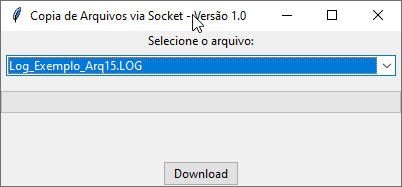 Copia de Arquivos via Socket - Versão 1.0
Selecione o arquivo:
Log_Exemplo_Arq15.LOG
Download